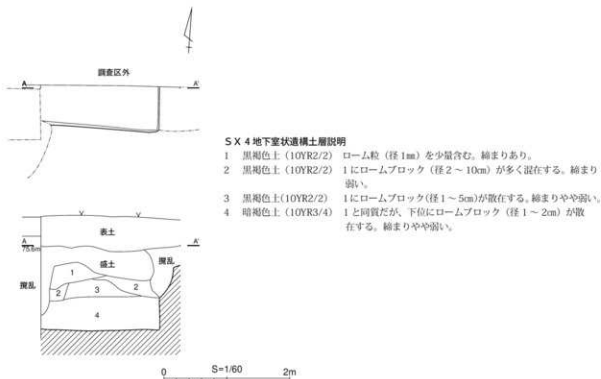 調査区外
A
A'
SX4地下室状遺構土層説明
1 黒褐色土(10YR2/2) ローム粒(径1㎜)を少量含む。締まりあり。
2 黒褐色土(10YR2/2) 1にロームブロック(径2～10㎝)が多く混在する。締まり
弱い。
3 黒褐色土(10YR2/2) 1にロームブロック(径1～5㎝)が散在する。締まりやや弱い。
4 暗褐色土(10YR3/4) 1と同質だが、下位にロームブロック(径1～2㎝)が散
在する。締まりやや弱い。
表土
A
A'
75.6m
盛土
攪乱
攪乱
1
2
3
2
4
0
S=1/60
2m